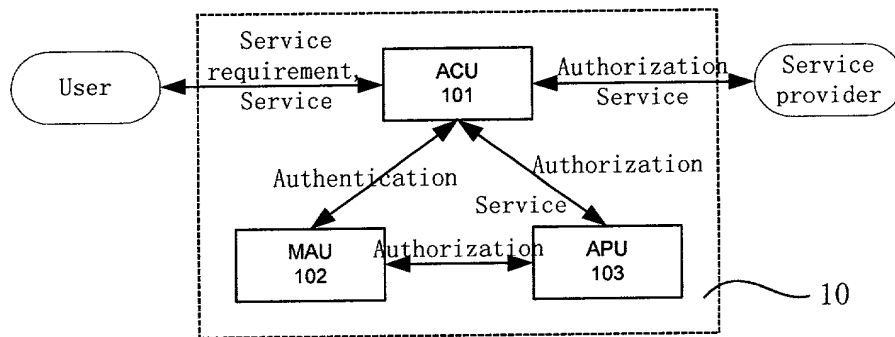 Service
requirement,
Service
User
ACU
101
Authorization
Service
Service
provider
Authentication
Authorization
Service
MAU
102
Authorization
APU
103
10